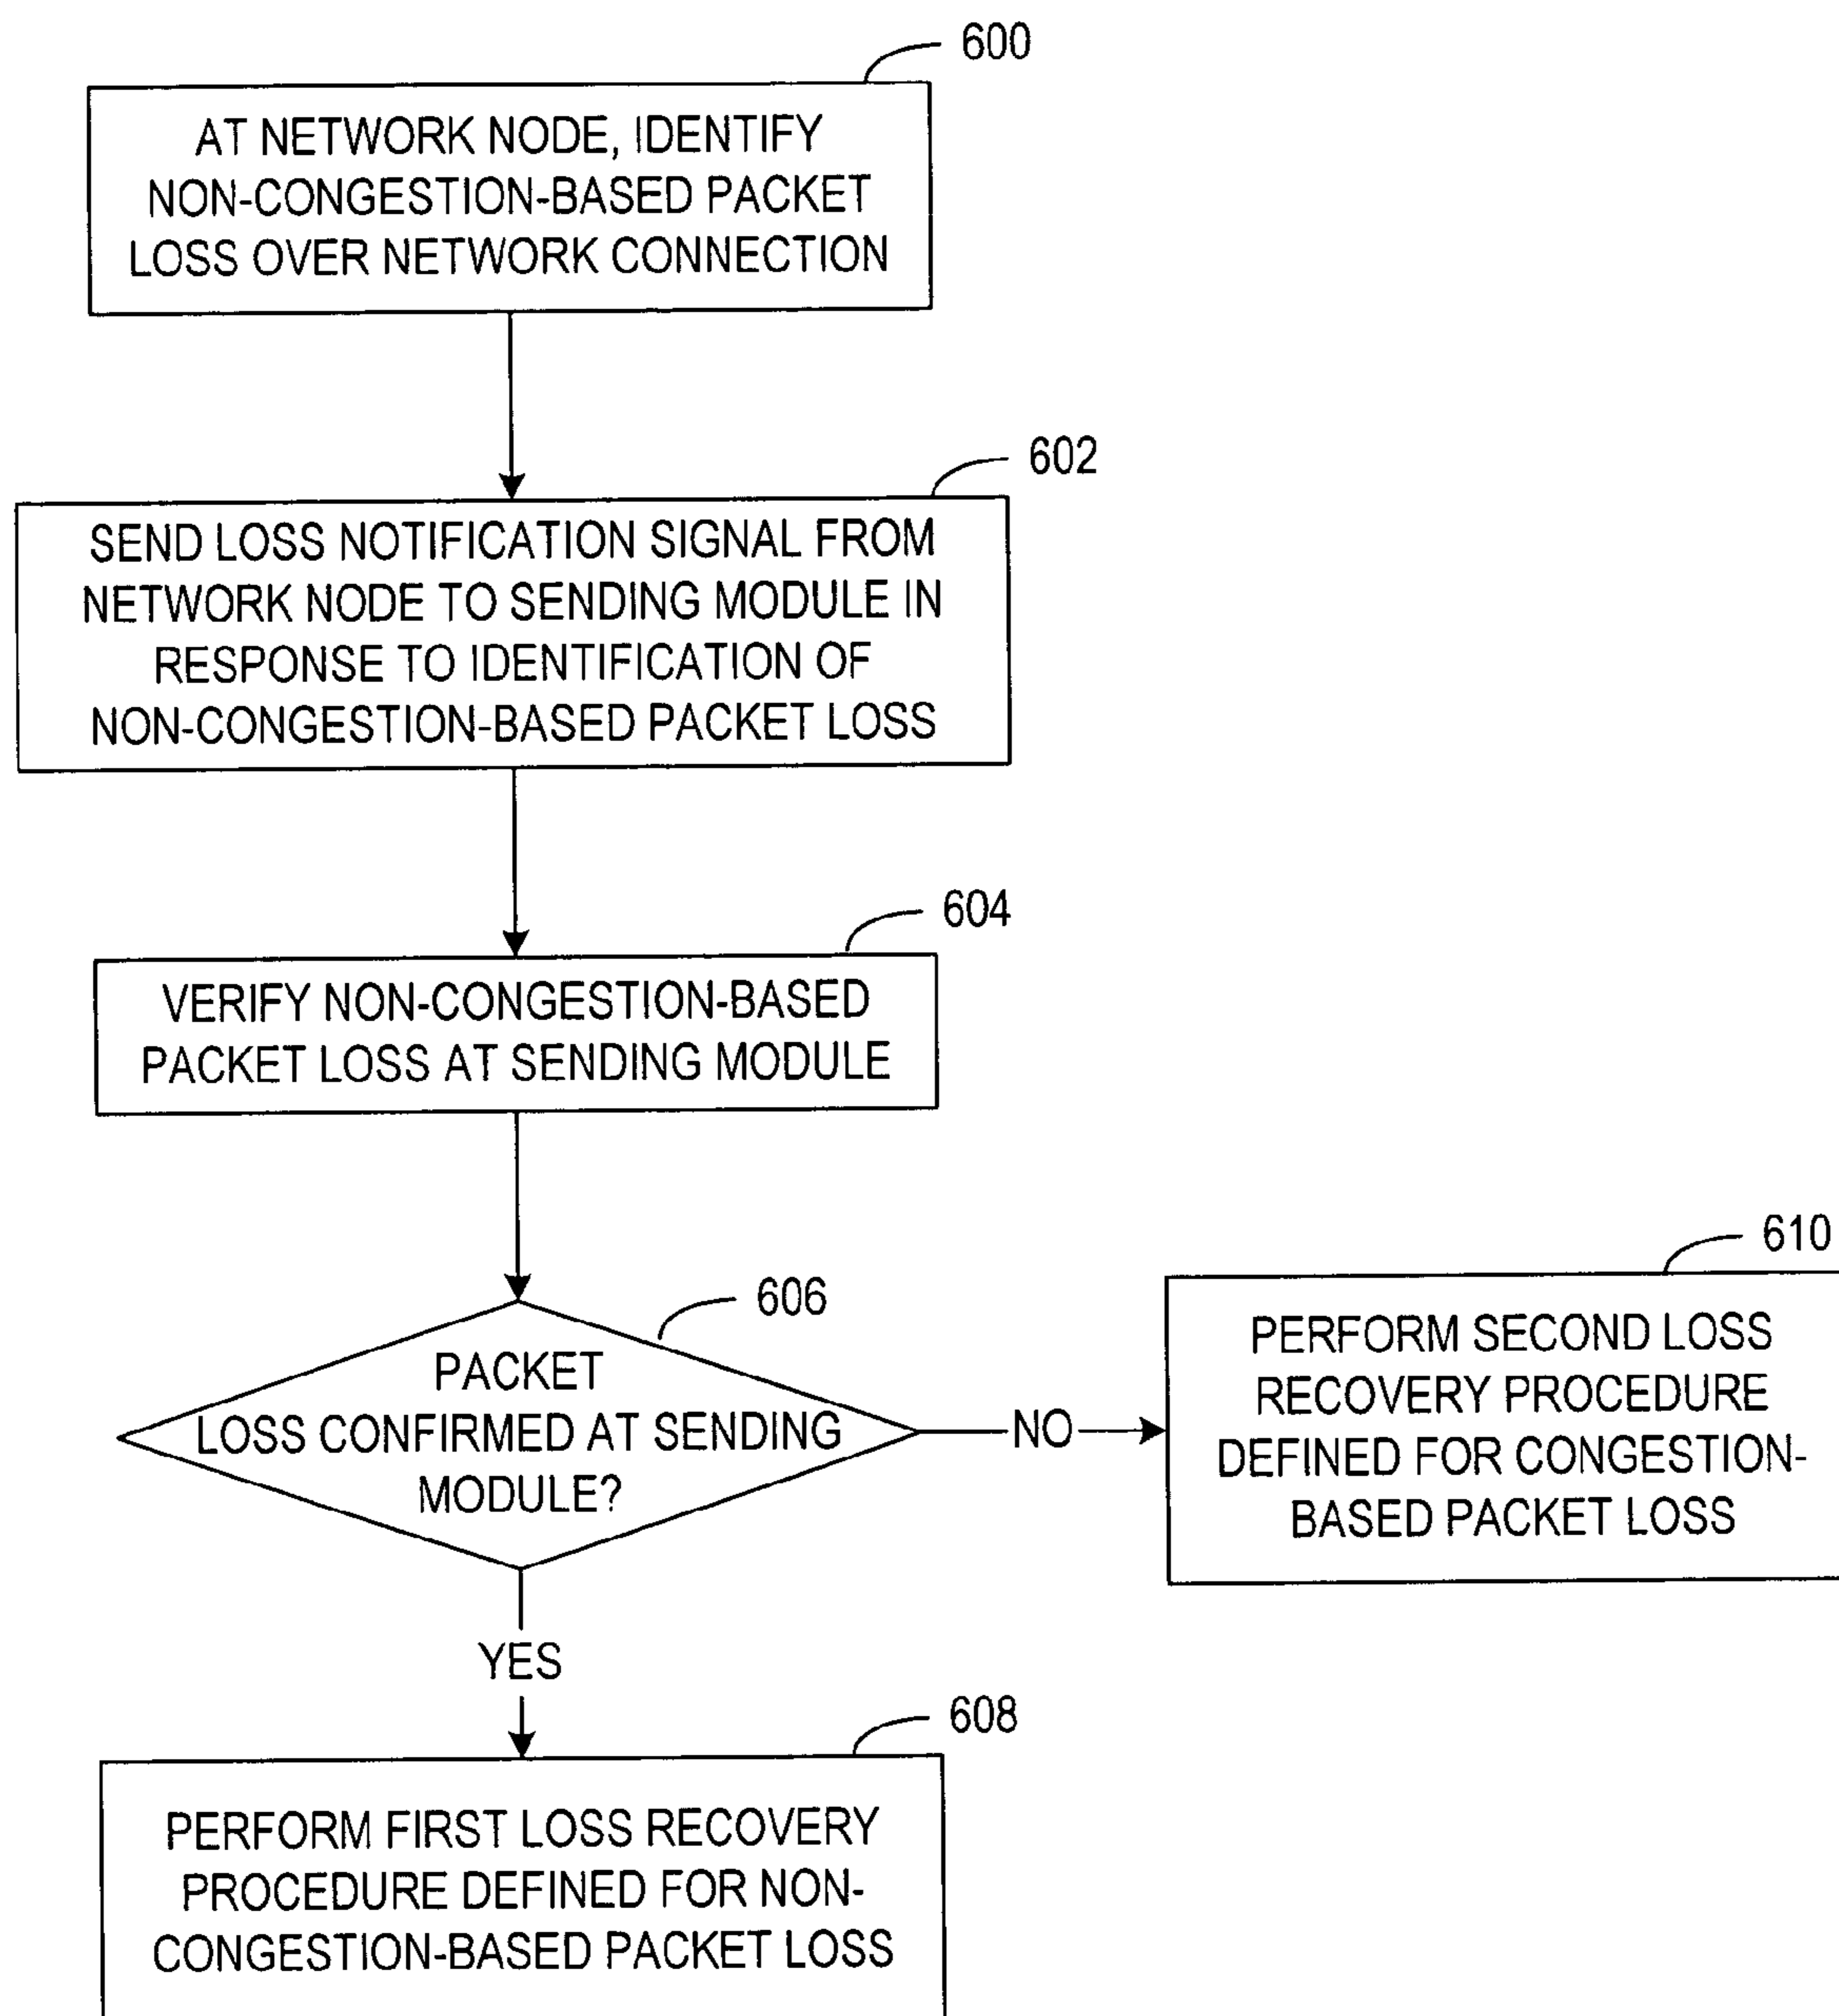 600
AT NETWORK NODE, IDENTIFY
NON-CONGESTION-BASED PACKET
LOSS OVER NETWORK CONNECTION
602
SEND LOSS NOTIFICATION SIGNAL FROM
NETWORK NODE TO SENDING MODULE IN
RESPONSE TO IDENTIFICATION OF
NON-CONGESTION-BASED PACKET LOSS
604
VERIFY NON-CONGESTION-BASED
PACKET LOSS AT SENDING MODULE
606
PACKET
LOSS CONFIRMED AT SENDING
MODULE?
NO
610
PERFORM SECOND LOSS
RECOVERY PROCEDURE
DEFINED FOR CONGESTION-
BASED PACKET LOSS
YES
608
PERFORM FIRST LOSS RECOVERY
PROCEDURE DEFINED FOR NON-
CONGESTION-BASED PACKET LOSS